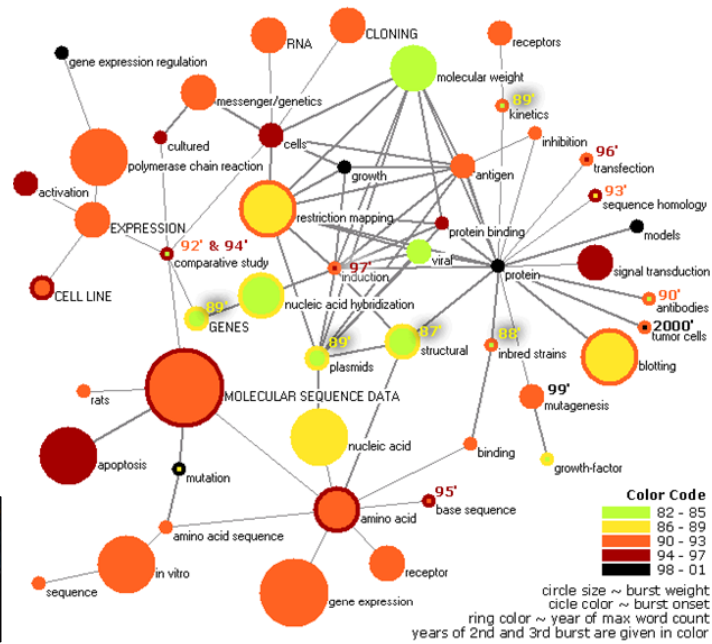 RNA
CLONING
receptors
gene expression regulation
molecular weight
messenger/genetics
89'
kinetics
cultured
cells
inhibition
polymerase chain reaction
growth
antigen
96'
transfection
activation
93'
sequence homology
EXPRESSION
restriction mapping
protein binding
models
92' & 94'
comparative study
97'
induction
viral
protein
signal transduction
CELL LINE
89'
GENES
nucleic acid hybridization
90'
antibodies
87'
structural
88'
inbred strains
2000'
tumor cells
89'
plasmids
blotting
rats
MOLECULAR SEQUENCE DATA
99'
mutagenesis
apoptosis
nucleic acid
binding
growth-factor
mutation
95'
base sequence
amino acid
amino acid sequence
in vitro
receptor
sequence
gene expression
Color Code
82 - 85
86 - 89
90 - 93
94 - 97
98 - 01
circle size ~ burst weight
cicle color ~ burst onset
ring color ~ year of max word count
years of 2nd and 3rd burst are given in color